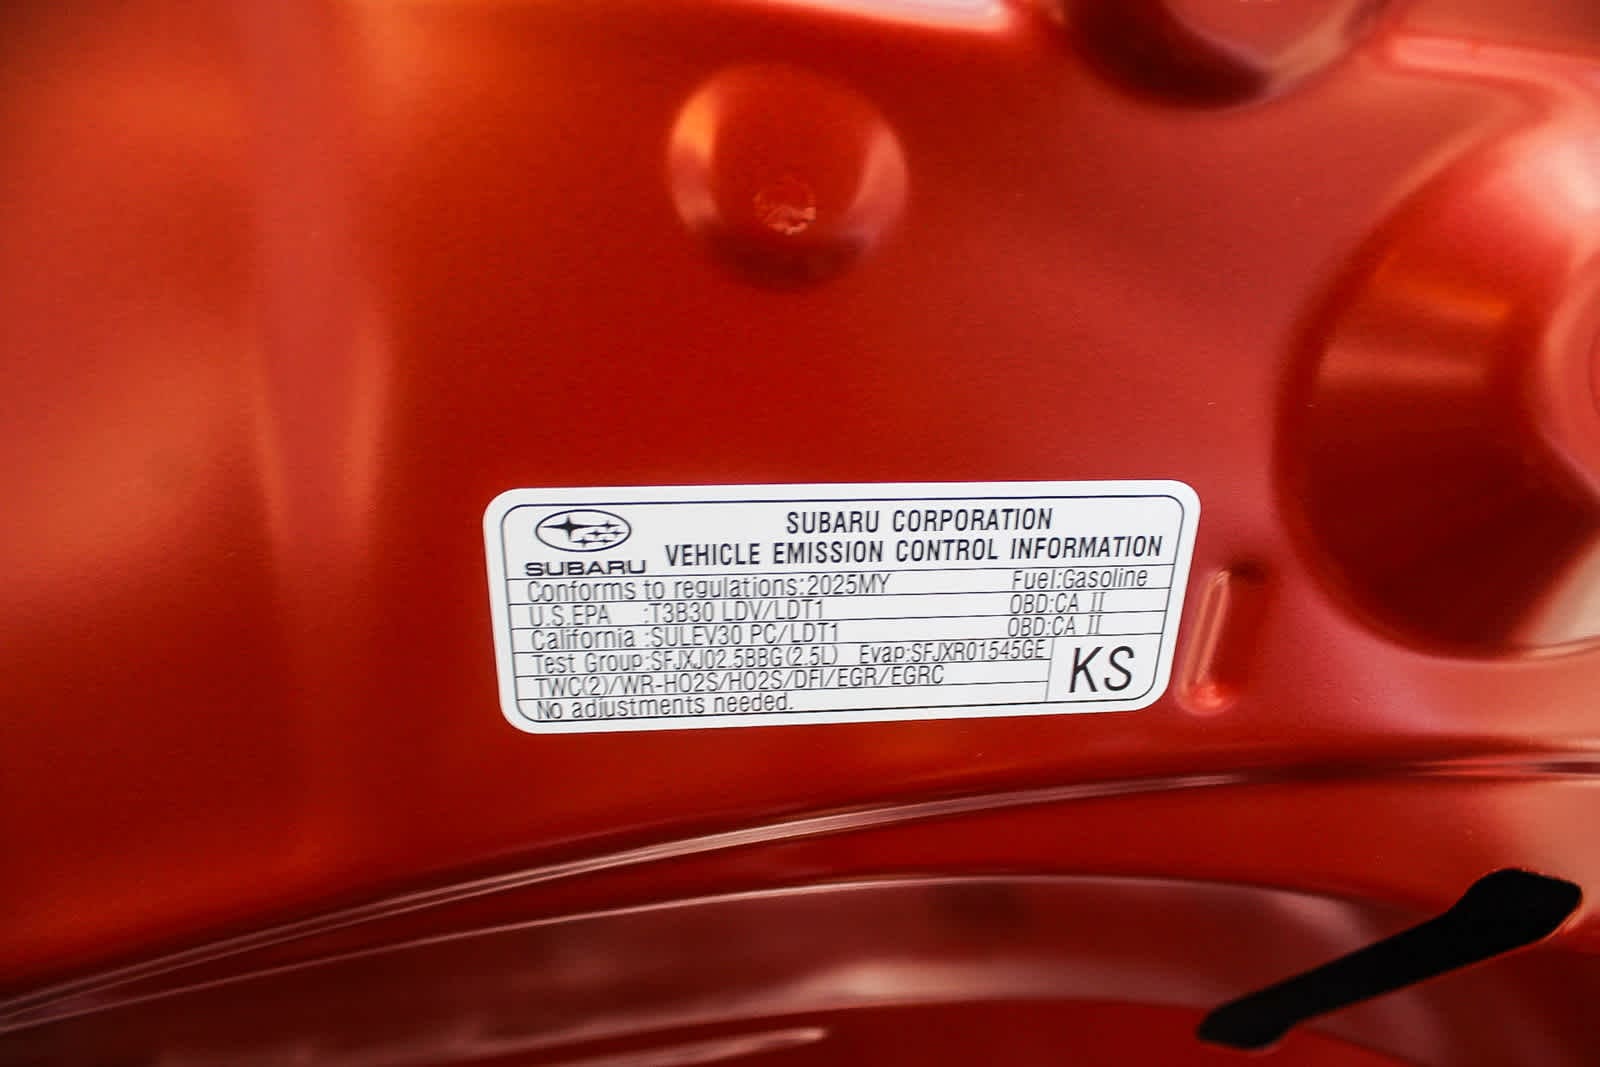 SUBARU
SUBARU CORPORATION
VEHICLE EMISSION CONTROL INFORMATION
Conforms to regulations:2025MY Fuel:Gasoline
U.S.EPA :T3B30 LDV/LDT1 OBD:CA II
California :SULEV30 PC/LDT1 OBD:CA II
Test Group:SFJXJ02.5BBG(2.5L) Evap:SFJXR01545GE
TWC(2)/WR-HO2S/HO2S/DFI/EGR/EGRC
No adjustments needed.
KS